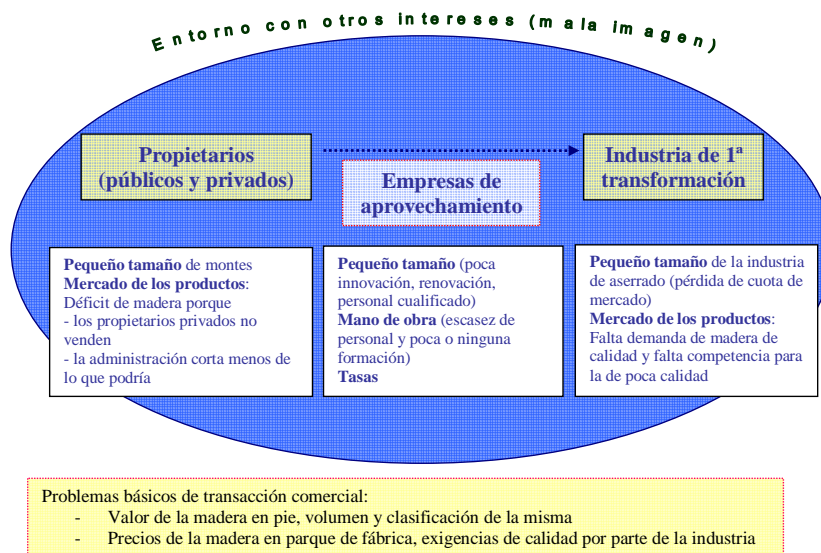 Entorno con otros intereses (mala imagen)
Propietarios
(públicos y privados)
Empresas de
aprovechamiento
Industria de 1ª
transformación
Pequeño tamaño de montes
Mercado de los productos:
Déficit de madera porque
- los propietarios privados no
venden
- la administración corta menos de
lo que podría
Pequeño tamaño (poca
innovación, renovación,
personal cualificado)
Mano de obra (escasez de
personal y poca o ninguna
formación)
Tasas
Pequeño tamaño de la industria
de aserrado (pérdida de cuota de
mercado)
Mercado de los productos:
Falta demanda de madera de
calidad y falta competencia para
la de poca calidad
Problemas básicos de transacción comercial:
- Valor de la madera en pie, volumen y clasificación de la misma
- Precios de la madera en parque de fábrica, exigencias de calidad por parte de la industria